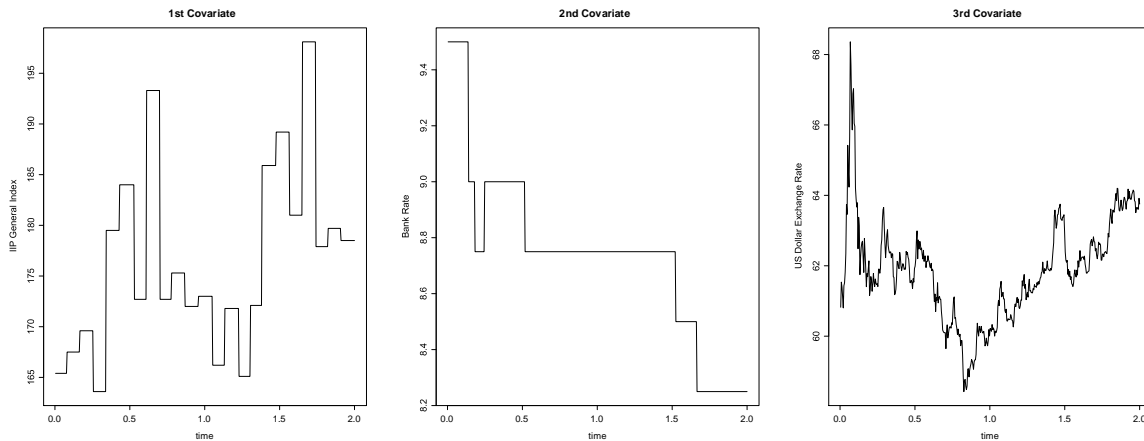 1st Covariate
IIP General Index
195
190
185
180
175
170
165
0.0 0.5 1.0 1.5 2.0
time
2nd Covariate
Bank Rate
9.4
9.2
9.0
8.8
8.6
8.4
8.2
0.0 0.5 1.0 1.5 2.0
time
3rd Covariate
US Dollar Exchange Rate
68
66
64
62
60
0.0 0.5 1.0 1.5 2.0
time